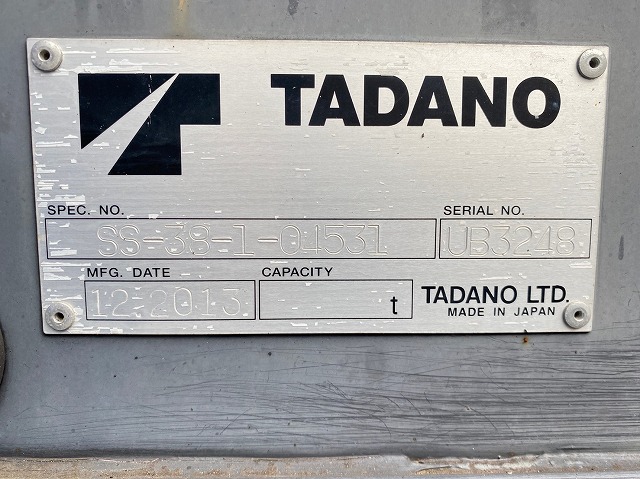 TADANO
SPEC. NO. SERIAL NO.
SS-38-1-04531 UB3248
MFG. DATE CAPACITY
12.2013 t
TADANO LTD.
MADE IN JAPAN